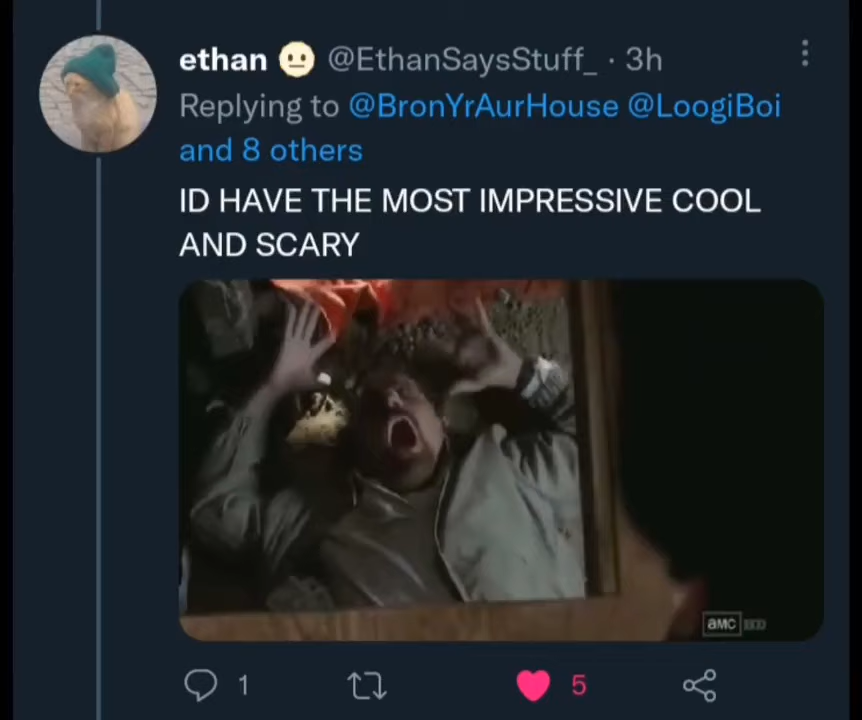 ethan 😐 @EthanSaysStuff_ · 3h
Replying to @BronYrAurHouse @LoogiBoi
and 8 others
ID HAVE THE MOST IMPRESSIVE COOL
AND SCARY
amc HD
1 5